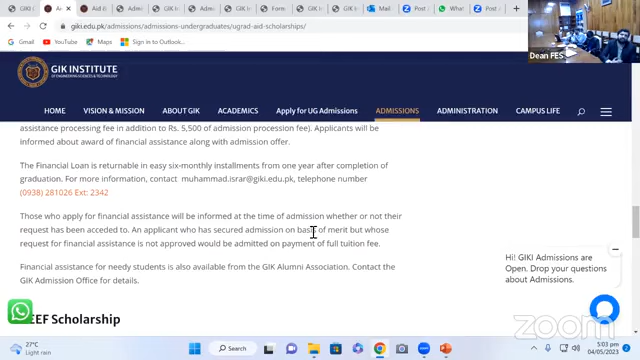 GIKI
Aid &
Admis
Form
Mail
Post
What
Post
giki.edu.pk/admissions/admissions-undergraduates/ugrad-aid-scholarships/
Gmail
YouTube
Maps
Sign in to Outlook...
Dean FES
GIK INSTITUTE
OF ENGINEERING SCIENCES & TECHNOLOGY
HOME
VISION & MISSION
ABOUT GIK
ACADEMICS
Apply for UG Admissions
ADMISSIONS
ADMINISTRATION
CAMPUS LIFE
assistance processing fee in addition to Rs. 5,500 of admission procession fee). Applicants will be
informed about award of financial assistance along with admission offer.
The Financial Loan is returnable in easy six-monthly installments from one year after completion of
graduation. For more information, contact muhammad.israr@giki.edu.pk, telephone number
(0938) 281026 Ext: 2342
Those who apply for financial assistance will be informed at the time of admission whether or not their
request has been acceded to. An applicant who has secured admission on basis of merit but whose
request for financial assistance is not approved would be admitted on payment of full tuition fee.
Financial assistance for needy students is also available from the GIK Alumni Association. Contact the
GIK Admission Office for details.
EEF Scholarship
Hi! GIKI Admissions are
Open. Drop your questions
about Admissions.
zoom
27°C
Light rain
Search
5:03 pm
04/05/2023